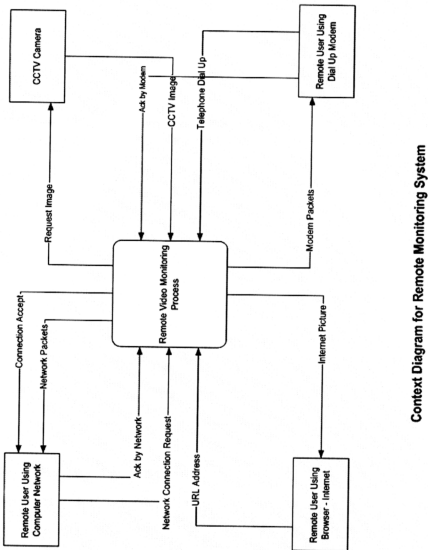 Remote User Using
Computer Network
Connection Accept
Network Packets
Ack by Network
Network Connection Request
Request Image
CCTV Camera
Ack by Modem
CCTV Image
Telephone Dial Up
Remote Video Monitoring
Process
URL Address
Internet Picture
Modem Packets
Remote User Using
Browser - Internet
Remote User Using
Dial Up Modem
Context Diagram for Remote Monitoring System